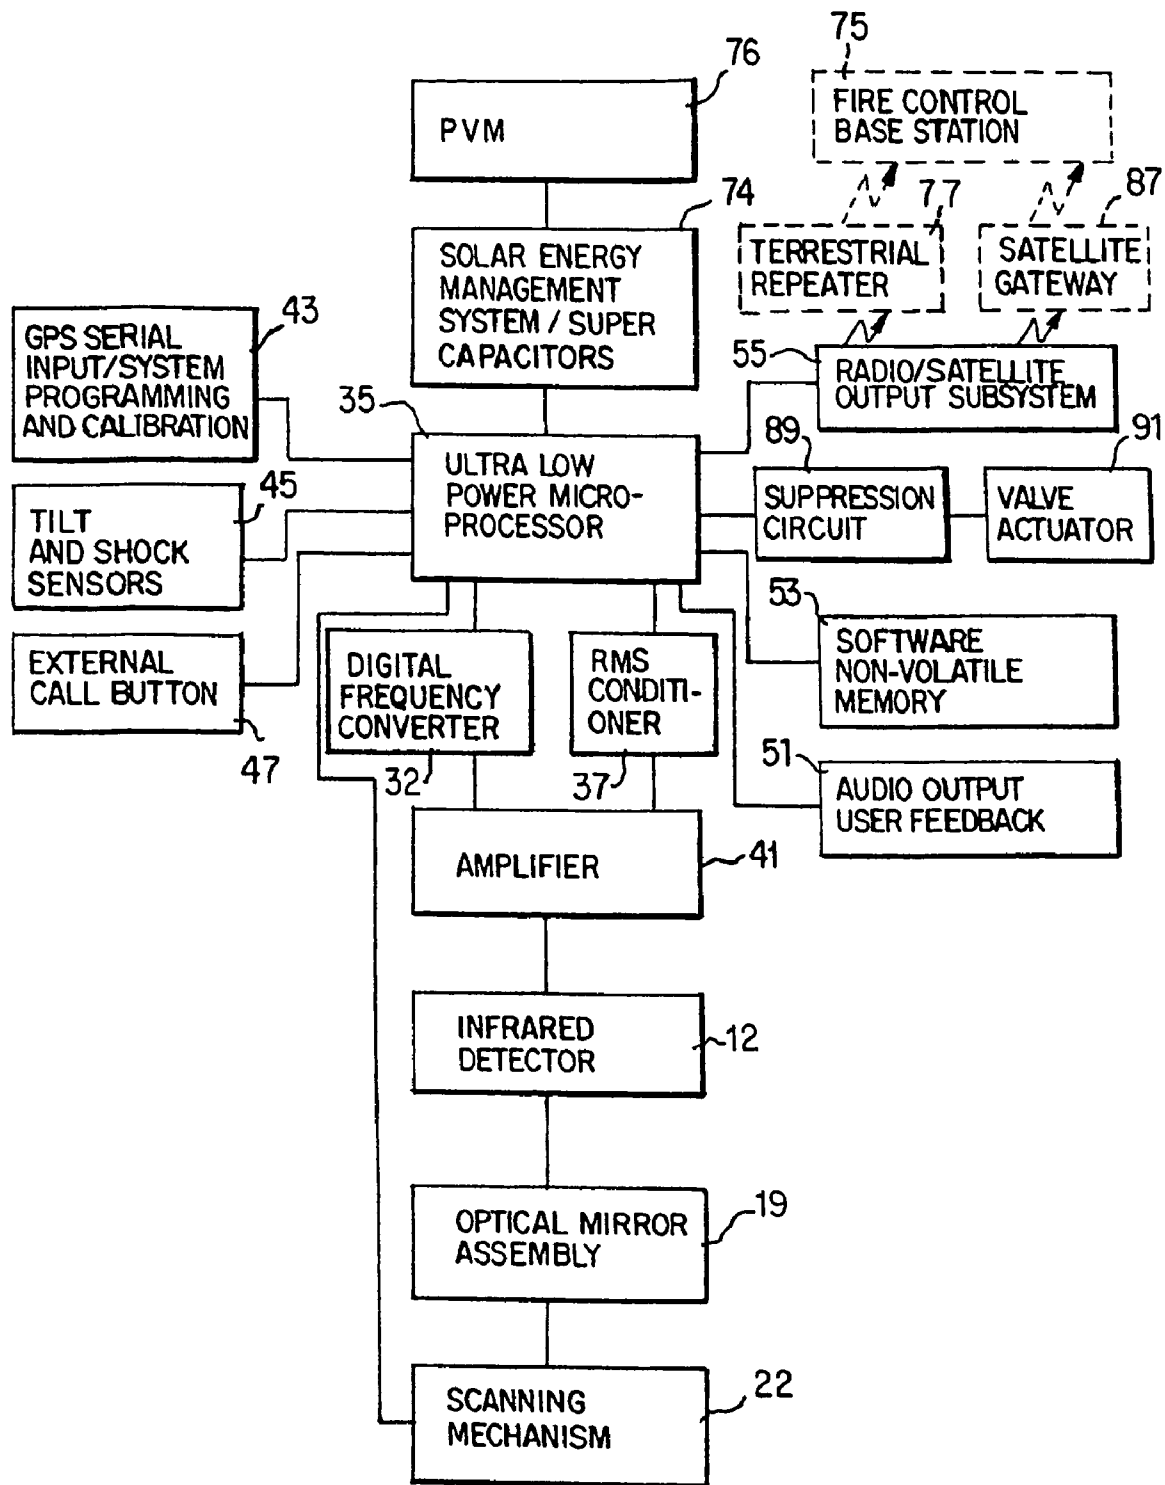 75
76
FIRE CONTROL
BASE STATION
PVM
77
87
74
TERRESTRIAL
REPEATER
SATELLITE
GATEWAY
SOLAR ENERGY
MANAGEMENT
SYSTEM / SUPER
CAPACITORS
43
GPS SERIAL
INPUT/SYSTEM
PROGRAMMING
AND CALIBRATION
55
RADIO/SATELLITE
OUTPUT SUBSYSTEM
35
89
91
ULTRA LOW
POWER MICRO-
PROCESSOR
SUPPRESSION
CIRCUIT
VALVE
ACTUATOR
45
TILT
AND SHOCK
SENSORS
53
SOFTWARE
NON-VOLATILE
MEMORY
EXTERNAL
CALL BUTTON
47
DIGITAL
FREQUENCY
CONVERTER
32
RMS
CONDITI-
ONER
37
51
AUDIO OUTPUT
USER FEEDBACK
AMPLIFIER
41
INFRARED
DETECTOR
12
OPTICAL MIRROR
ASSEMBLY
19
SCANNING
MECHANISM
22